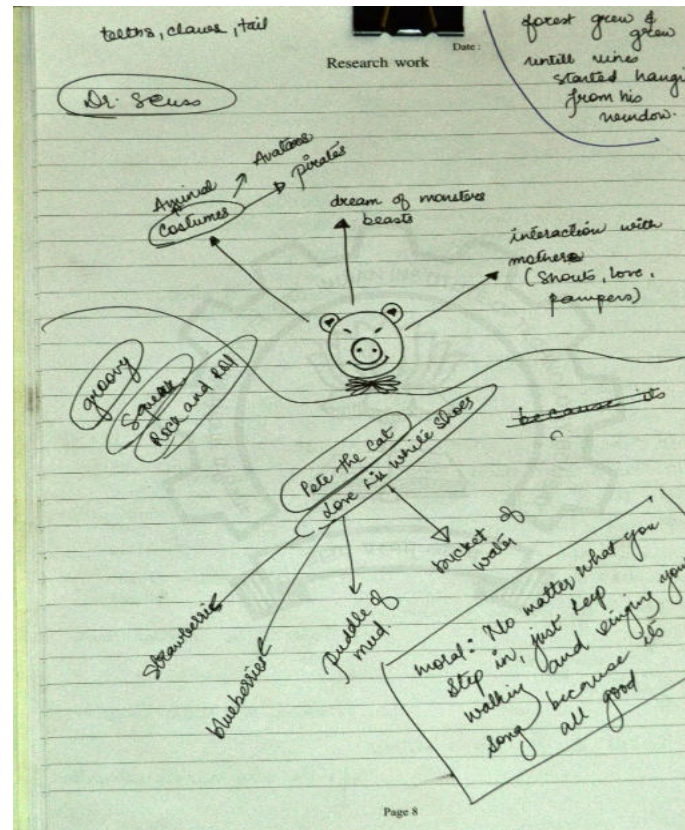 teeths, claws, tail
Research work
Date :
forest grew &
grew
untill vines
started hangi
from his
window.
Dr. Seuss
Animal
Avatars
pirates
Costumes
dream of monsters
beasts
interaction with
mothers
(Shouts, love,
pampers)
groovy
Squeak
Rock and Roll
because its
Pete the Cat
Love his White Shoes
bucket of
water
puddle of
mud
strawberries
blueberries
moral: No matter what you
step in, just keep
walking and singing you
song because its
all good
Page 8